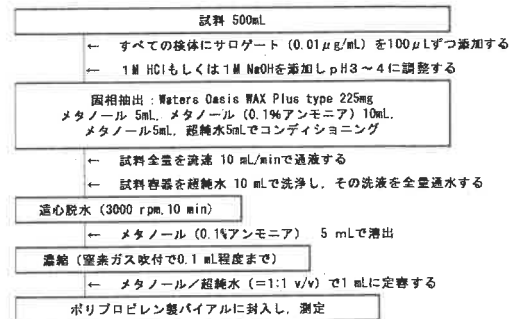 試料 500mL
← すべての検体にサロゲート (0.01μg/mL) を100μLずつ添加する
← 1M HClもしくは1M NaOHを添加しpH3～4に調整する
固相抽出：Waters Oasis WAX Plus type 225mg
メタノール 5mL, メタノール (0.1%アンモニア) 10mL,
メタノール5mL, 超純水5mLでコンディショニング
← 試料全量を流速 10 mL/minで通液する
← 試料容器を超純水 10 mLで洗浄し，その洗液を全量通水する
遠心脱水 (3000 rpm, 10 min)
← メタノール (0.1%アンモニア) 5 mLで溶出
濃縮 (窒素ガス吹付で0.1 mL程度まで)
← メタノール/超純水 (=1:1 v/v) で1 mLに定容する
ポリプロピレン製バイアルに封入し，測定